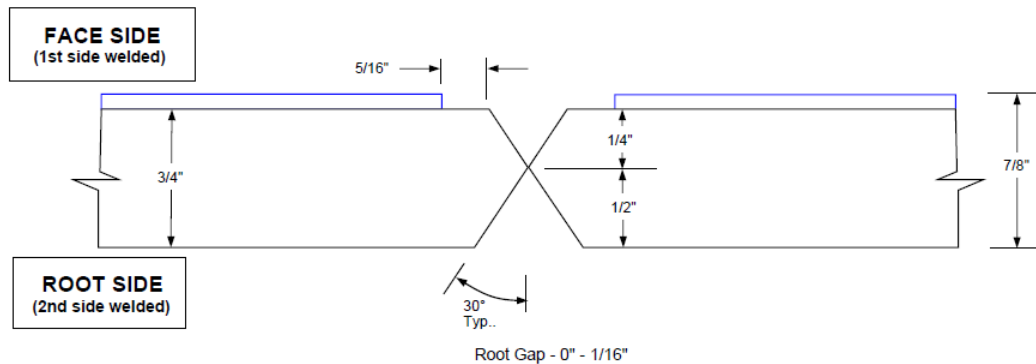 FACE SIDE
(1st side welded)
5/16"
3/4"
1/4"
1/2"
7/8"
ROOT SIDE
(2nd side welded)
30°
Typ..
Root Gap - 0" - 1/16"